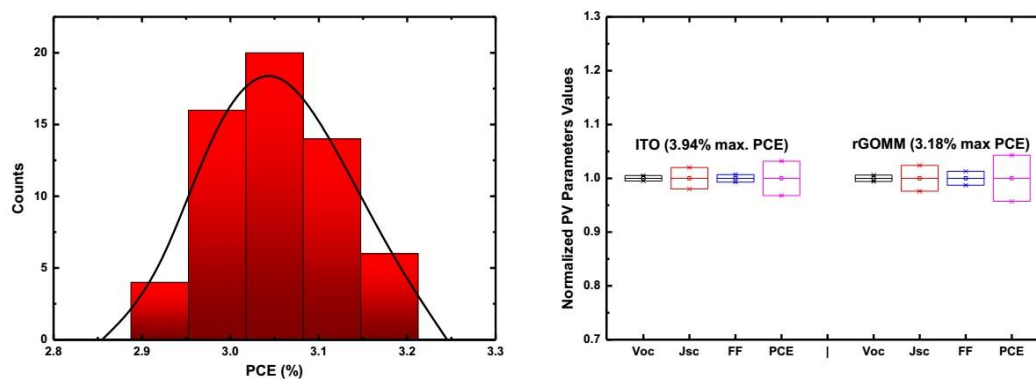 20
15
10
5
0
Counts
2.8 2.9 3.0 3.1 3.2 3.3
PCE (%)
1.3
1.2
1.1
1.0
0.9
0.8
0.7
Normalized PV Parameters Values
ITO (3.94% max. PCE) rGOMM (3.18% max PCE)
Voc Jsc FF PCE | Voc Jsc FF PCE